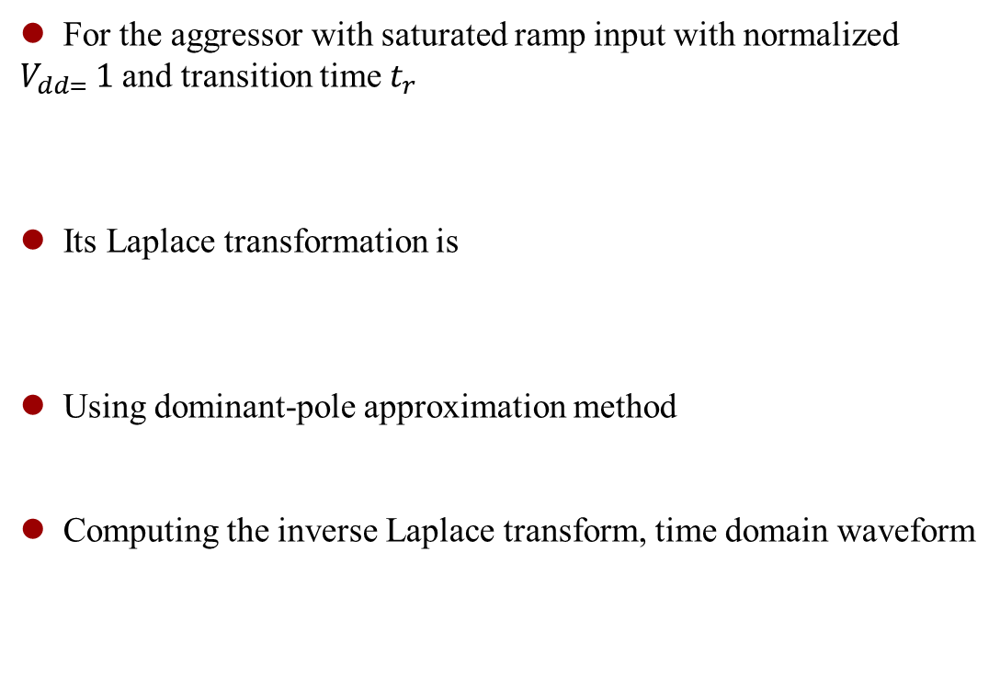 ● For the aggressor with saturated ramp input with normalized
V_{dd=} 1 and transition time t_r
● Its Laplace transformation is
● Using dominant-pole approximation method
● Computing the inverse Laplace transform, time domain waveform